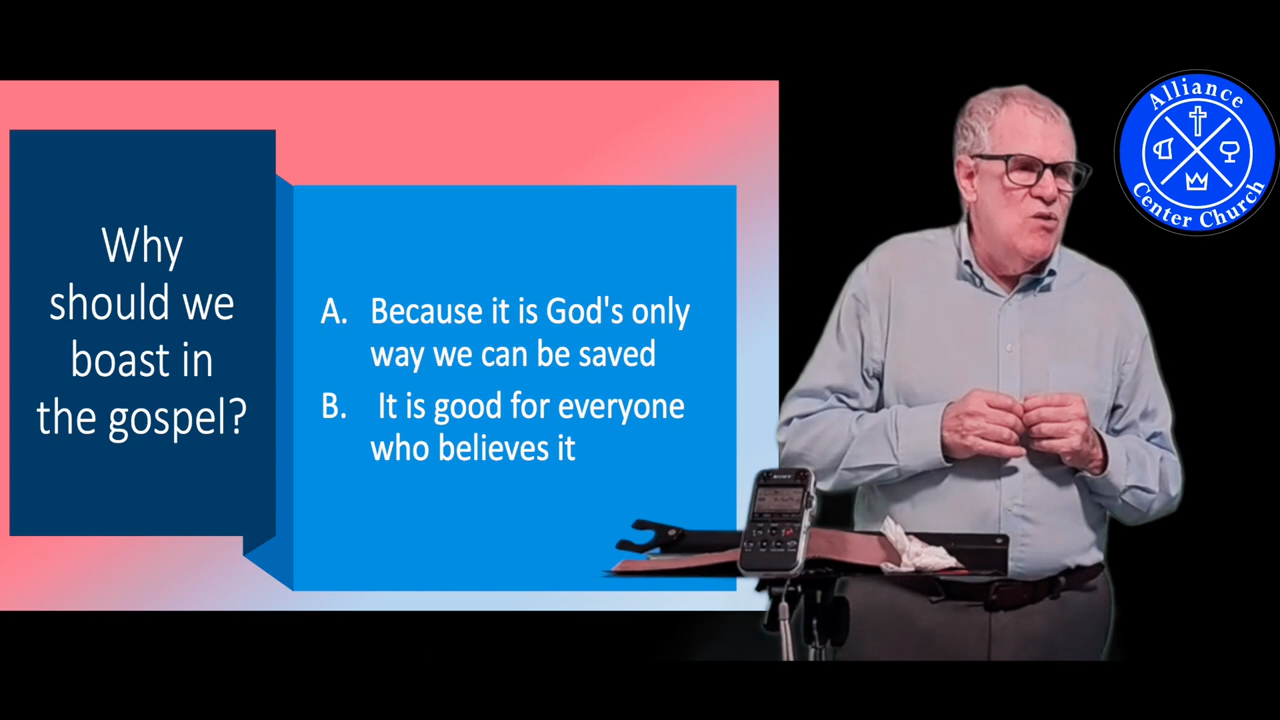 Why
should we
boast in
the gospel?
A. Because it is God's only
way we can be saved
B. It is good for everyone
who believes it
Alliance
Center Church
SONY